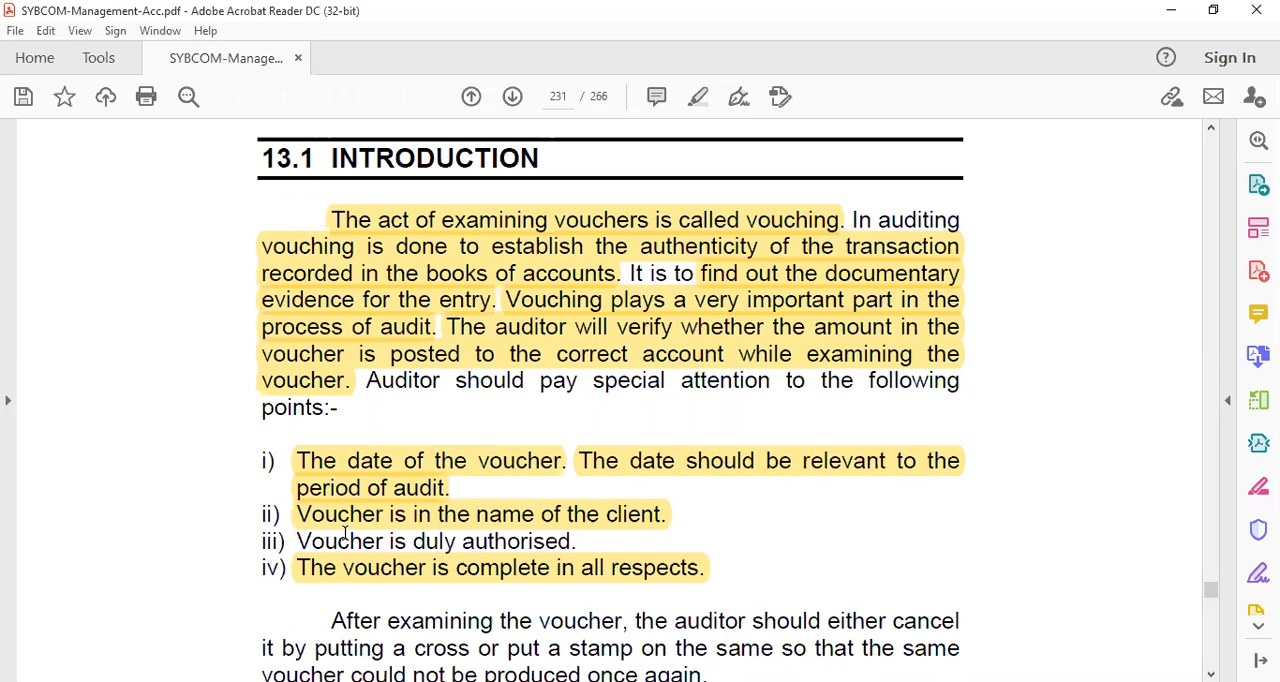 SYBCOM-Management-Acc.pdf - Adobe Acrobat Reader DC (32-bit)
File Edit View Sign Window Help
Home Tools SYBCOM-Manage... × Sign In
231 / 266
13.1 INTRODUCTION
The act of examining vouchers is called vouching. In auditing
vouching is done to establish the authenticity of the transaction
recorded in the books of accounts. It is to find out the documentary
evidence for the entry. Vouching plays a very important part in the
process of audit. The auditor will verify whether the amount in the
voucher is posted to the correct account while examining the
voucher. Auditor should pay special attention to the following
points:-
i) The date of the voucher. The date should be relevant to the
period of audit.
ii) Voucher is in the name of the client.
iii) Voucher is duly authorised.
iv) The voucher is complete in all respects.
After examining the voucher, the auditor should either cancel
it by putting a cross or put a stamp on the same so that the same
voucher could not be produced once again.